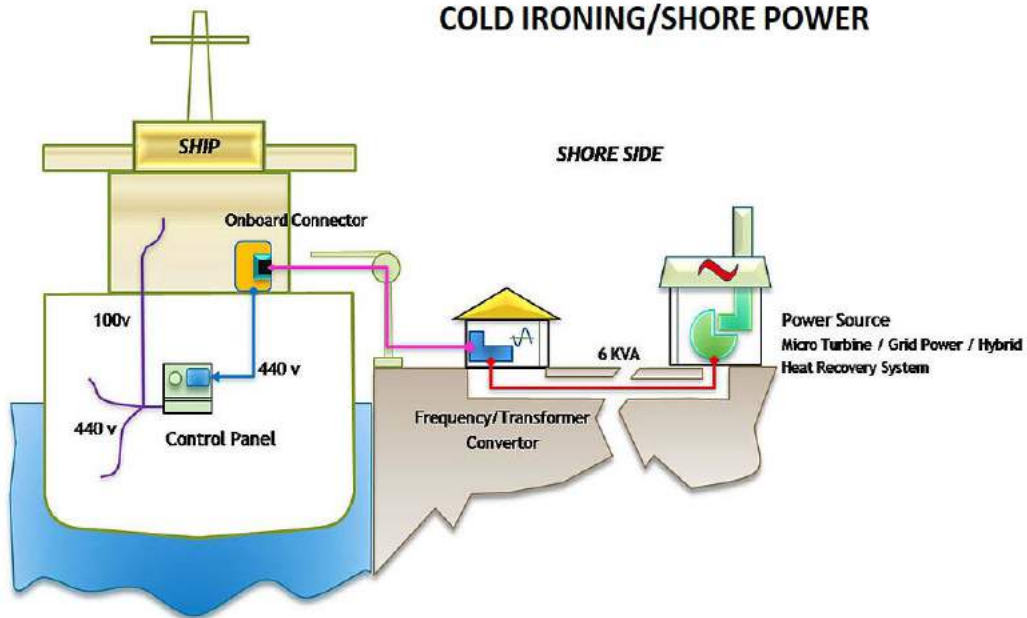 COLD IRONING/SHORE POWER
SHIP
SHORE SIDE
Onboard Connector
100v
Power Source
Micro Turbine / Grid Power / Hybrid
Heat Recovery System
6 KVA
440 v
440 v
Control Panel
Frequency/Transformer
Convertor